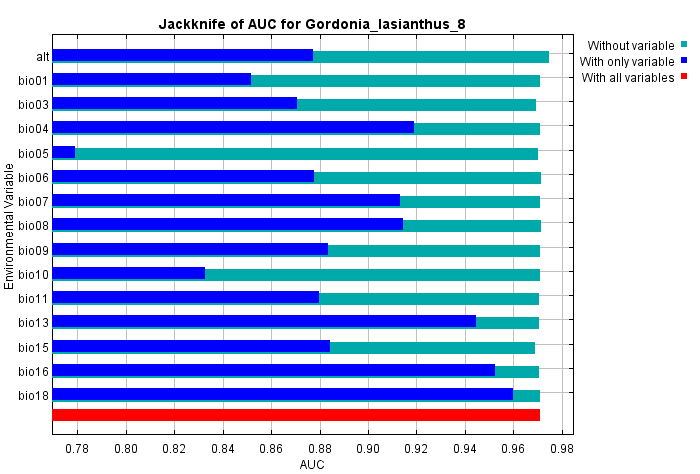 Jackknife of AUC for Gordonia_lasianthus_8
Without variable
With only variable
With all variables
Environmental Variable
alt
bio01
bio03
bio04
bio05
bio06
bio07
bio08
bio09
bio10
bio11
bio13
bio15
bio16
bio18
0.78 0.80 0.82 0.84 0.86 0.88 0.90 0.92 0.94 0.96 0.98
AUC